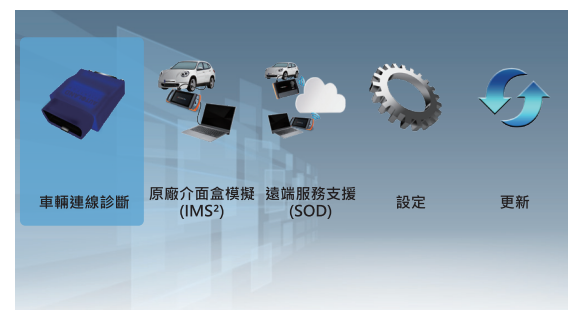 車輛連線診斷
原廠介面盒模擬
(IMS²)
遠端服務支援
(SOD)
設定
更新